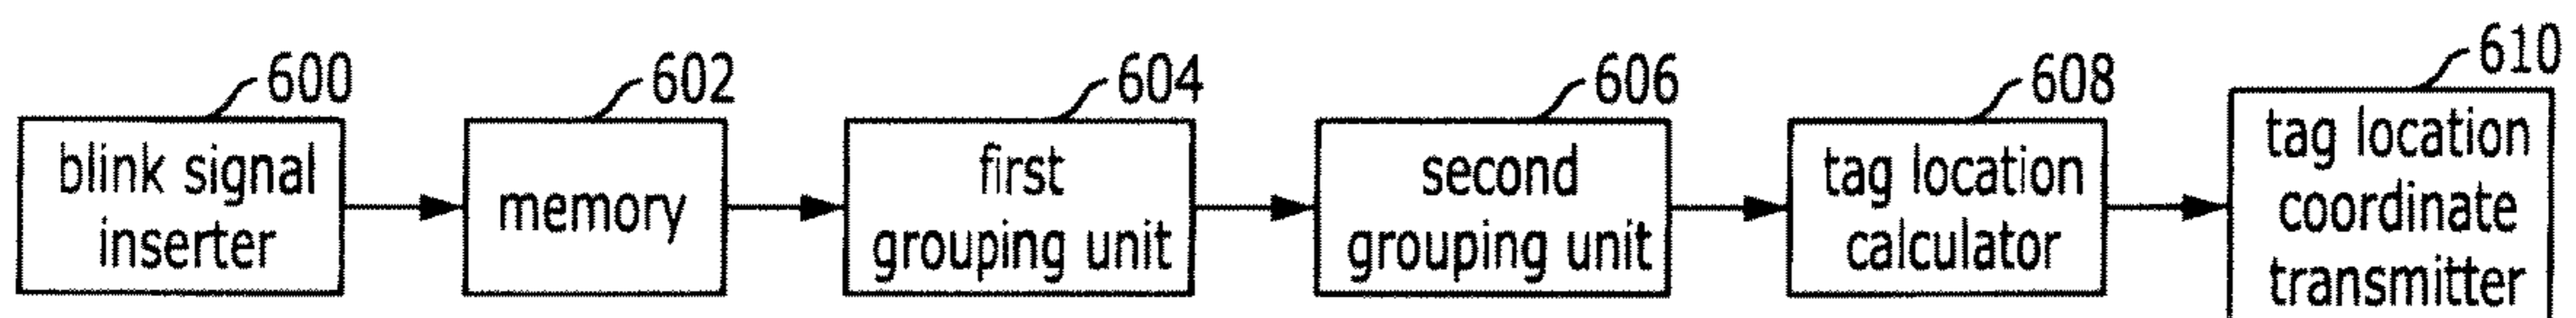 600
602
604
606
608
610
blink signal
inserter
memory
first
grouping unit
second
grouping unit
tag location
calculator
tag location
coordinate
transmitter